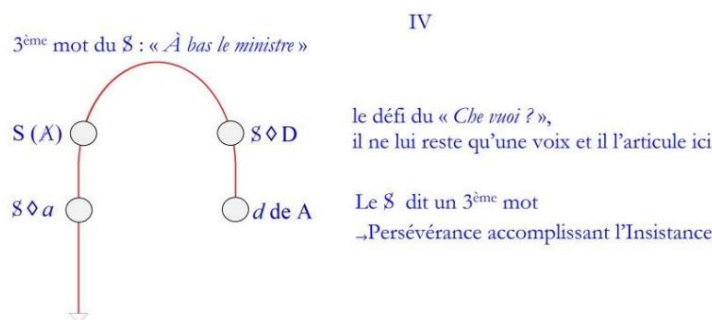 IV
3ème mot du $ : « À bas le ministre »
S (Ⱥ)
$ ◊ D
le défi du « Che vuoi ? »,
il ne lui reste qu'une voix et il l'articule ici
$ ◊ a
d de A
Le $ dit un 3ème mot
→Persévérance accomplissant l'Insistance